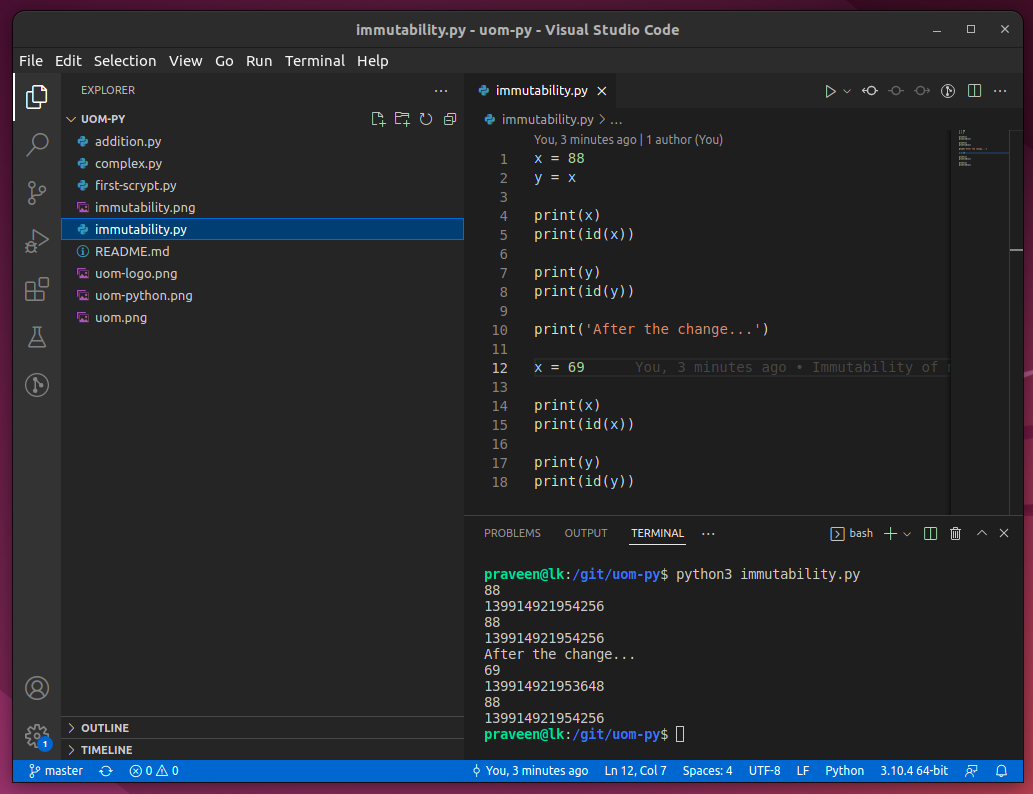 immutability.py - uom-py - Visual Studio Code
File Edit Selection View Go Run Terminal Help
EXPLORER
UOM-PY
addition.py
complex.py
first-scrypt.py
immutability.png
immutability.py
README.md
uom-logo.png
uom-python.png
uom.png
OUTLINE
TIMELINE
immutability.py
immutability.py > ...
You, 3 minutes ago | 1 author (You)
1 x = 88
2 y = x
3
4 print(x)
5 print(id(x))
6
7 print(y)
8 print(id(y))
9
10 print('After the change...')
11
12 x = 69 You, 3 minutes ago • Immutability of
13
14 print(x)
15 print(id(x))
16
17 print(y)
18 print(id(y))
PROBLEMS OUTPUT TERMINAL ... bash
praveen@lk:/git/uom-py$ python3 immutability.py
88
139914921954256
88
139914921954256
After the change...
69
139914921953648
88
139914921954256
praveen@lk:/git/uom-py$
1
master 0 0 You, 3 minutes ago Ln 12, Col 7 Spaces: 4 UTF-8 LF Python 3.10.4 64-bit